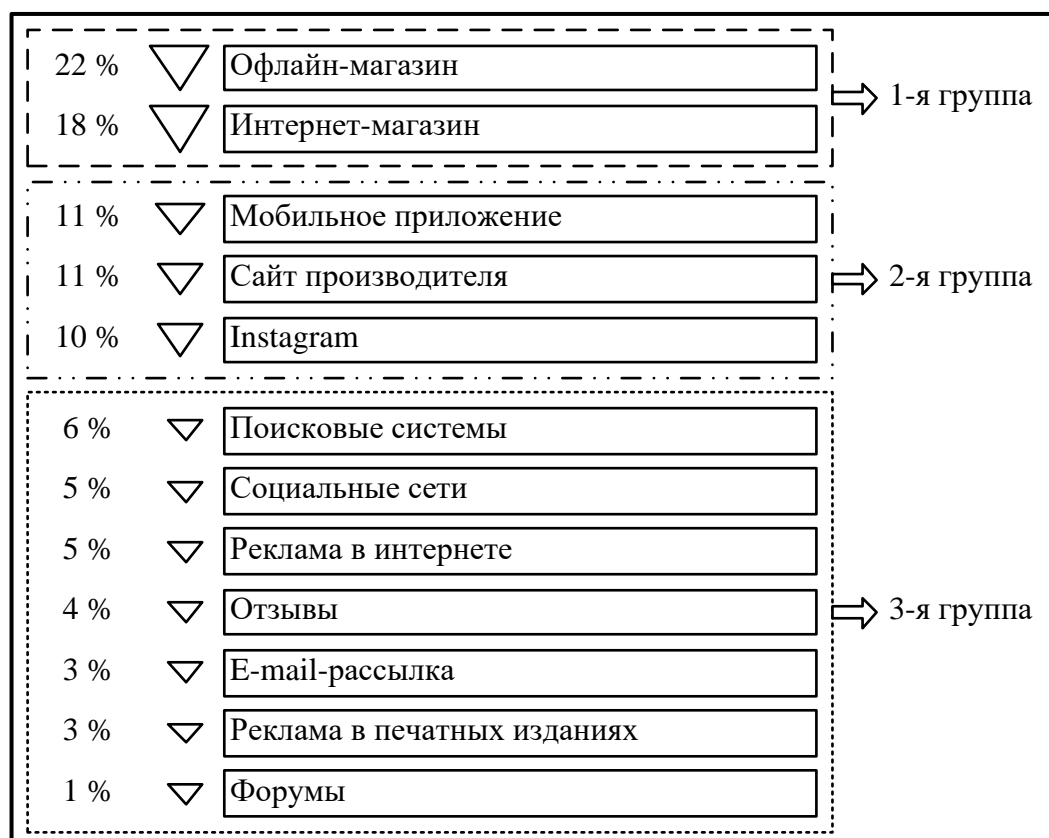 22 % Офлайн-магазин
1-я группа
18 % Интернет-магазин
11 % Мобильное приложение
11 % Сайт производителя
2-я группа
10 % Instagram
6 % Поисковые системы
5 % Социальные сети
5 % Реклама в интернете
4 % Отзывы
3-я группа
3 % E-mail-рассылка
3 % Реклама в печатных изданиях
1 % Форумы